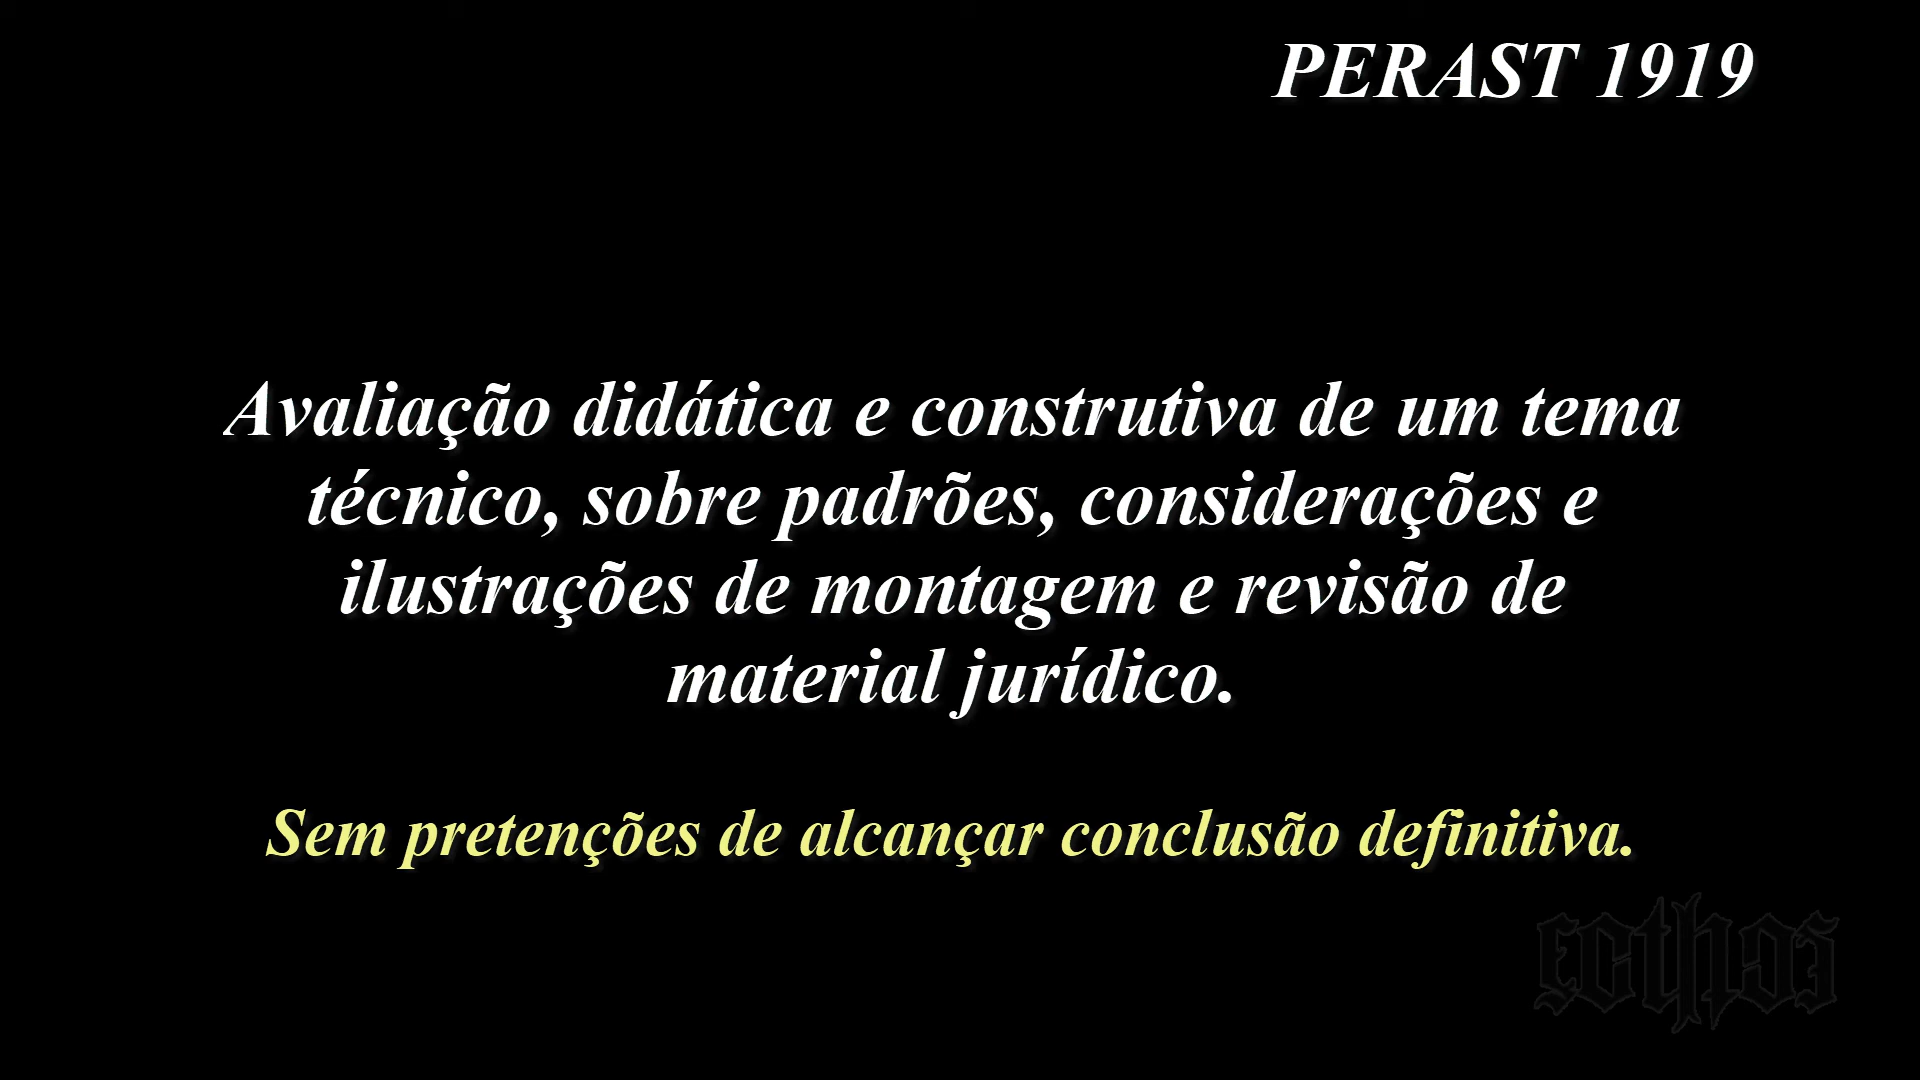 PERAST 1919
Avaliação didática e construtiva de um tema
técnico, sobre padrões, considerações e
ilustrações de montagem e revisão de
material jurídico.
Sem pretenções de alcançar conclusão definitiva.